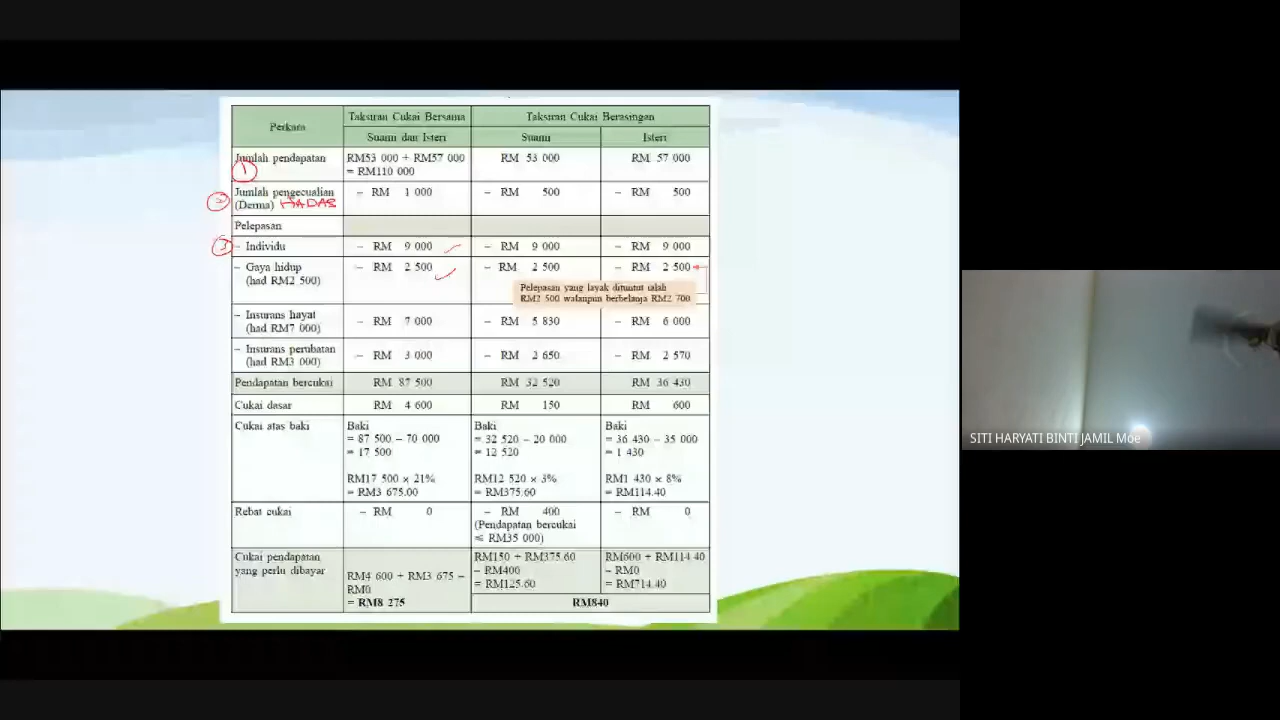 Perkara
Taksiran Cukai Bersama
Taksiran Cukai Berasingan
Suami dan Isteri
Suami
Isteri
Jumlah pendapatan
RM53 000 + RM57 000
= RM110 000
RM 53 000
RM 57 000
1
2
Jumlah pengecualian
(Derma) HADAS
– RM 1 000
– RM 500
– RM 500
Pelepasan
3
– Individu
– RM 9 000
– RM 9 000
– RM 9 000
– Gaya hidup
(had RM2 500)
– RM 2 500
– RM 2 500
– RM 2 500
Pelepasan yang layak dituntut ialah
RM2 500 walaupun berbelanja RM2 700
– Insurans hayat
(had RM7 000)
– RM 7 000
– RM 5 830
– RM 6 000
– Insurans perubatan
(had RM3 000)
– RM 3 000
– RM 2 650
– RM 2 570
Pendapatan bercukai
RM 87 500
RM 32 520
RM 36 430
Cukai dasar
RM 4 600
RM 150
RM 600
Cukai atas baki
Baki
= 87 500 – 70 000
= 17 500
RM17 500 × 21%
= RM3 675.00
Baki
= 32 520 – 20 000
= 12 520
RM12 520 × 3%
= RM375.60
Baki
= 36 430 – 35 000
= 1 430
RM1 430 × 8%
= RM114.40
Rebat cukai
– RM 0
– RM 400
(Pendapatan bercukai
≤ RM35 000)
– RM 0
Cukai pendapatan
yang perlu dibayar
RM4 600 + RM3 675 –
RM0
= RM8 275
RM150 + RM375.60
– RM400
= RM125.60
RM600 + RM114.40
– RM0
= RM714.40
RM840
SITI HARYATI BINTI JAMIL Moe